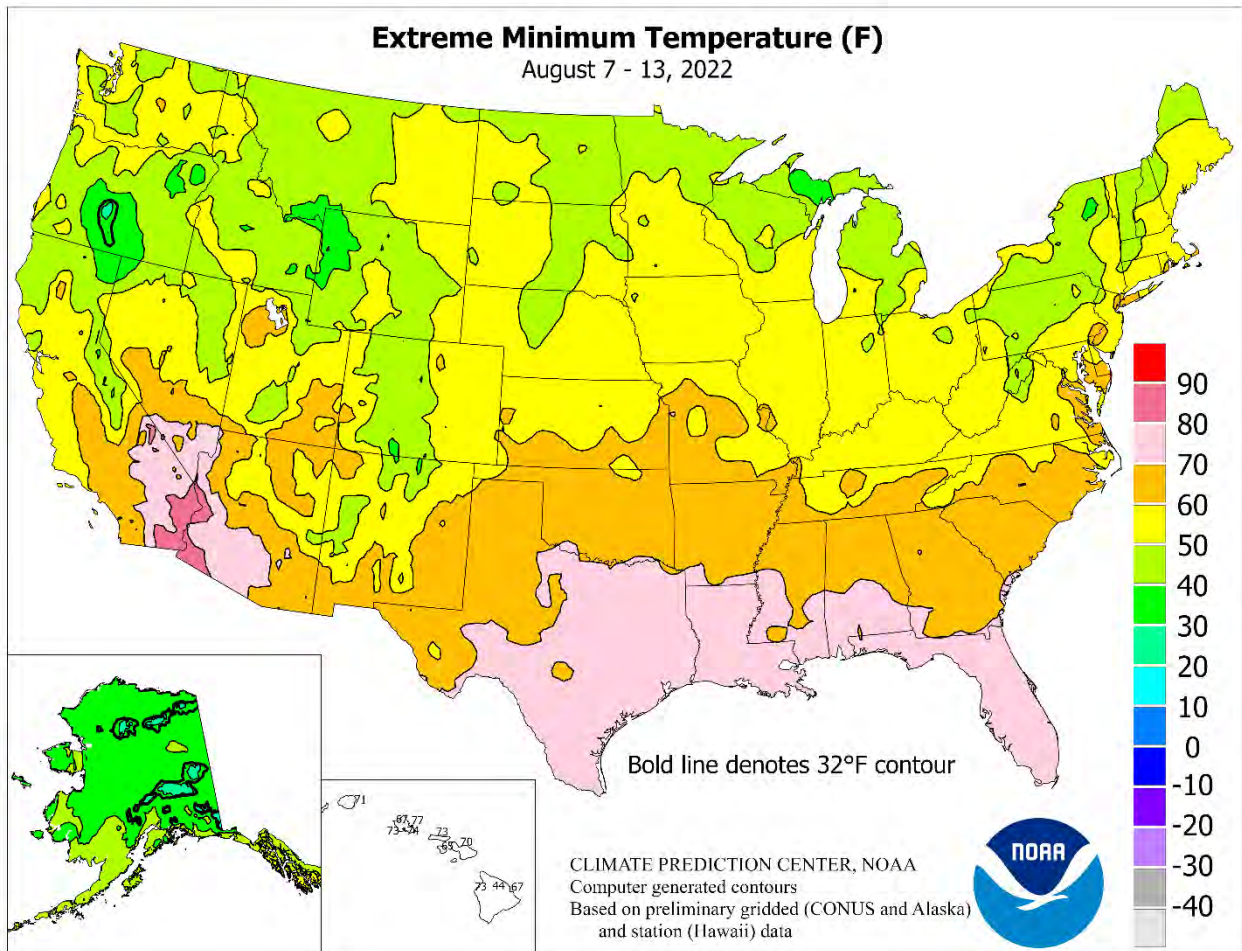 Extreme Minimum Temperature (F)
August 7 - 13, 2022
90
80
70
60
50
40
30
20
10
0
-10
-20
-30
-40
Bold line denotes 32°F contour
71
77
73
73
70
73 44 67
CLIMATE PREDICTION CENTER, NOAA
Computer generated contours
Based on preliminary gridded (CONUS and Alaska)
and station (Hawaii) data
NOAA